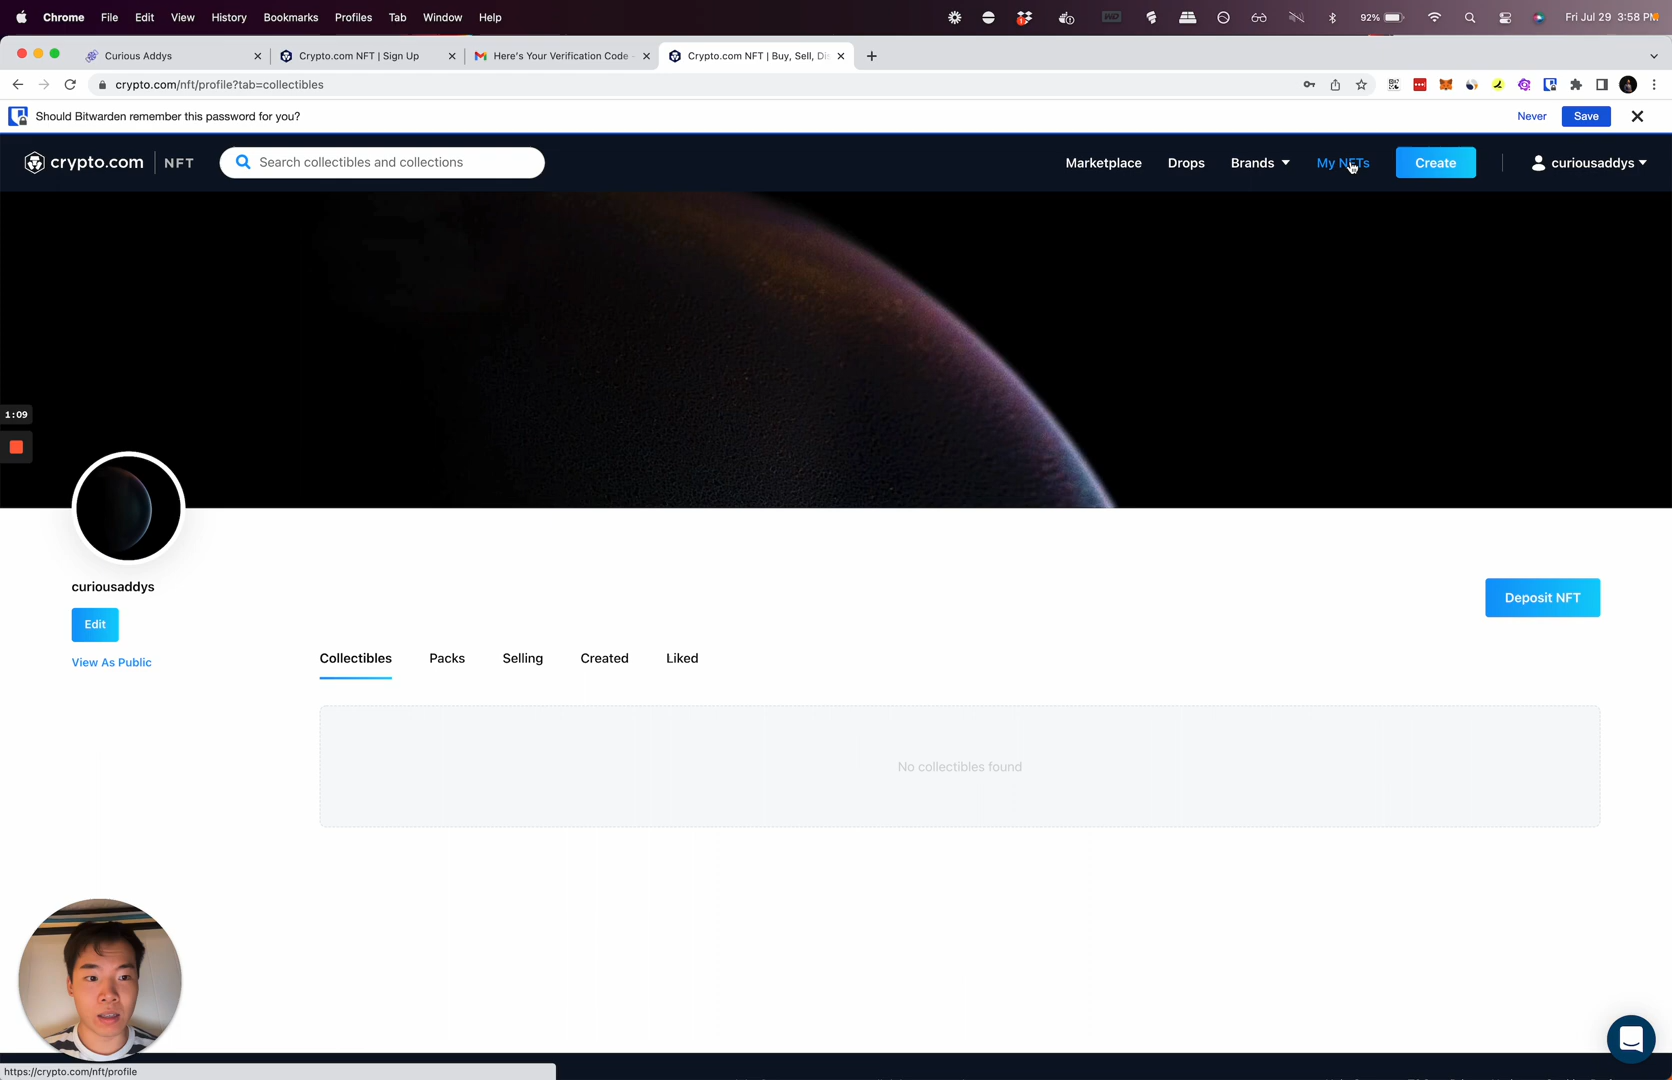 Chrome File Edit View History Bookmarks Profiles Tab Window Help 92% Fri Jul 29 3:58 PM
Curious Addys Crypto.com NFT | Sign Up Here's Your Verification Code - Crypto.com NFT | Buy, Sell, Di
crypto.com/nft/profile?tab=collectibles
Should Bitwarden remember this password for you? Never Save
crypto.com | NFT Search collectibles and collections Marketplace Drops Brands My NFTs Create curiousaddys
1:09
curiousaddys
Deposit NFT
Edit
View As Public
Collectibles Packs Selling Created Liked
No collectibles found
https://crypto.com/nft/profile